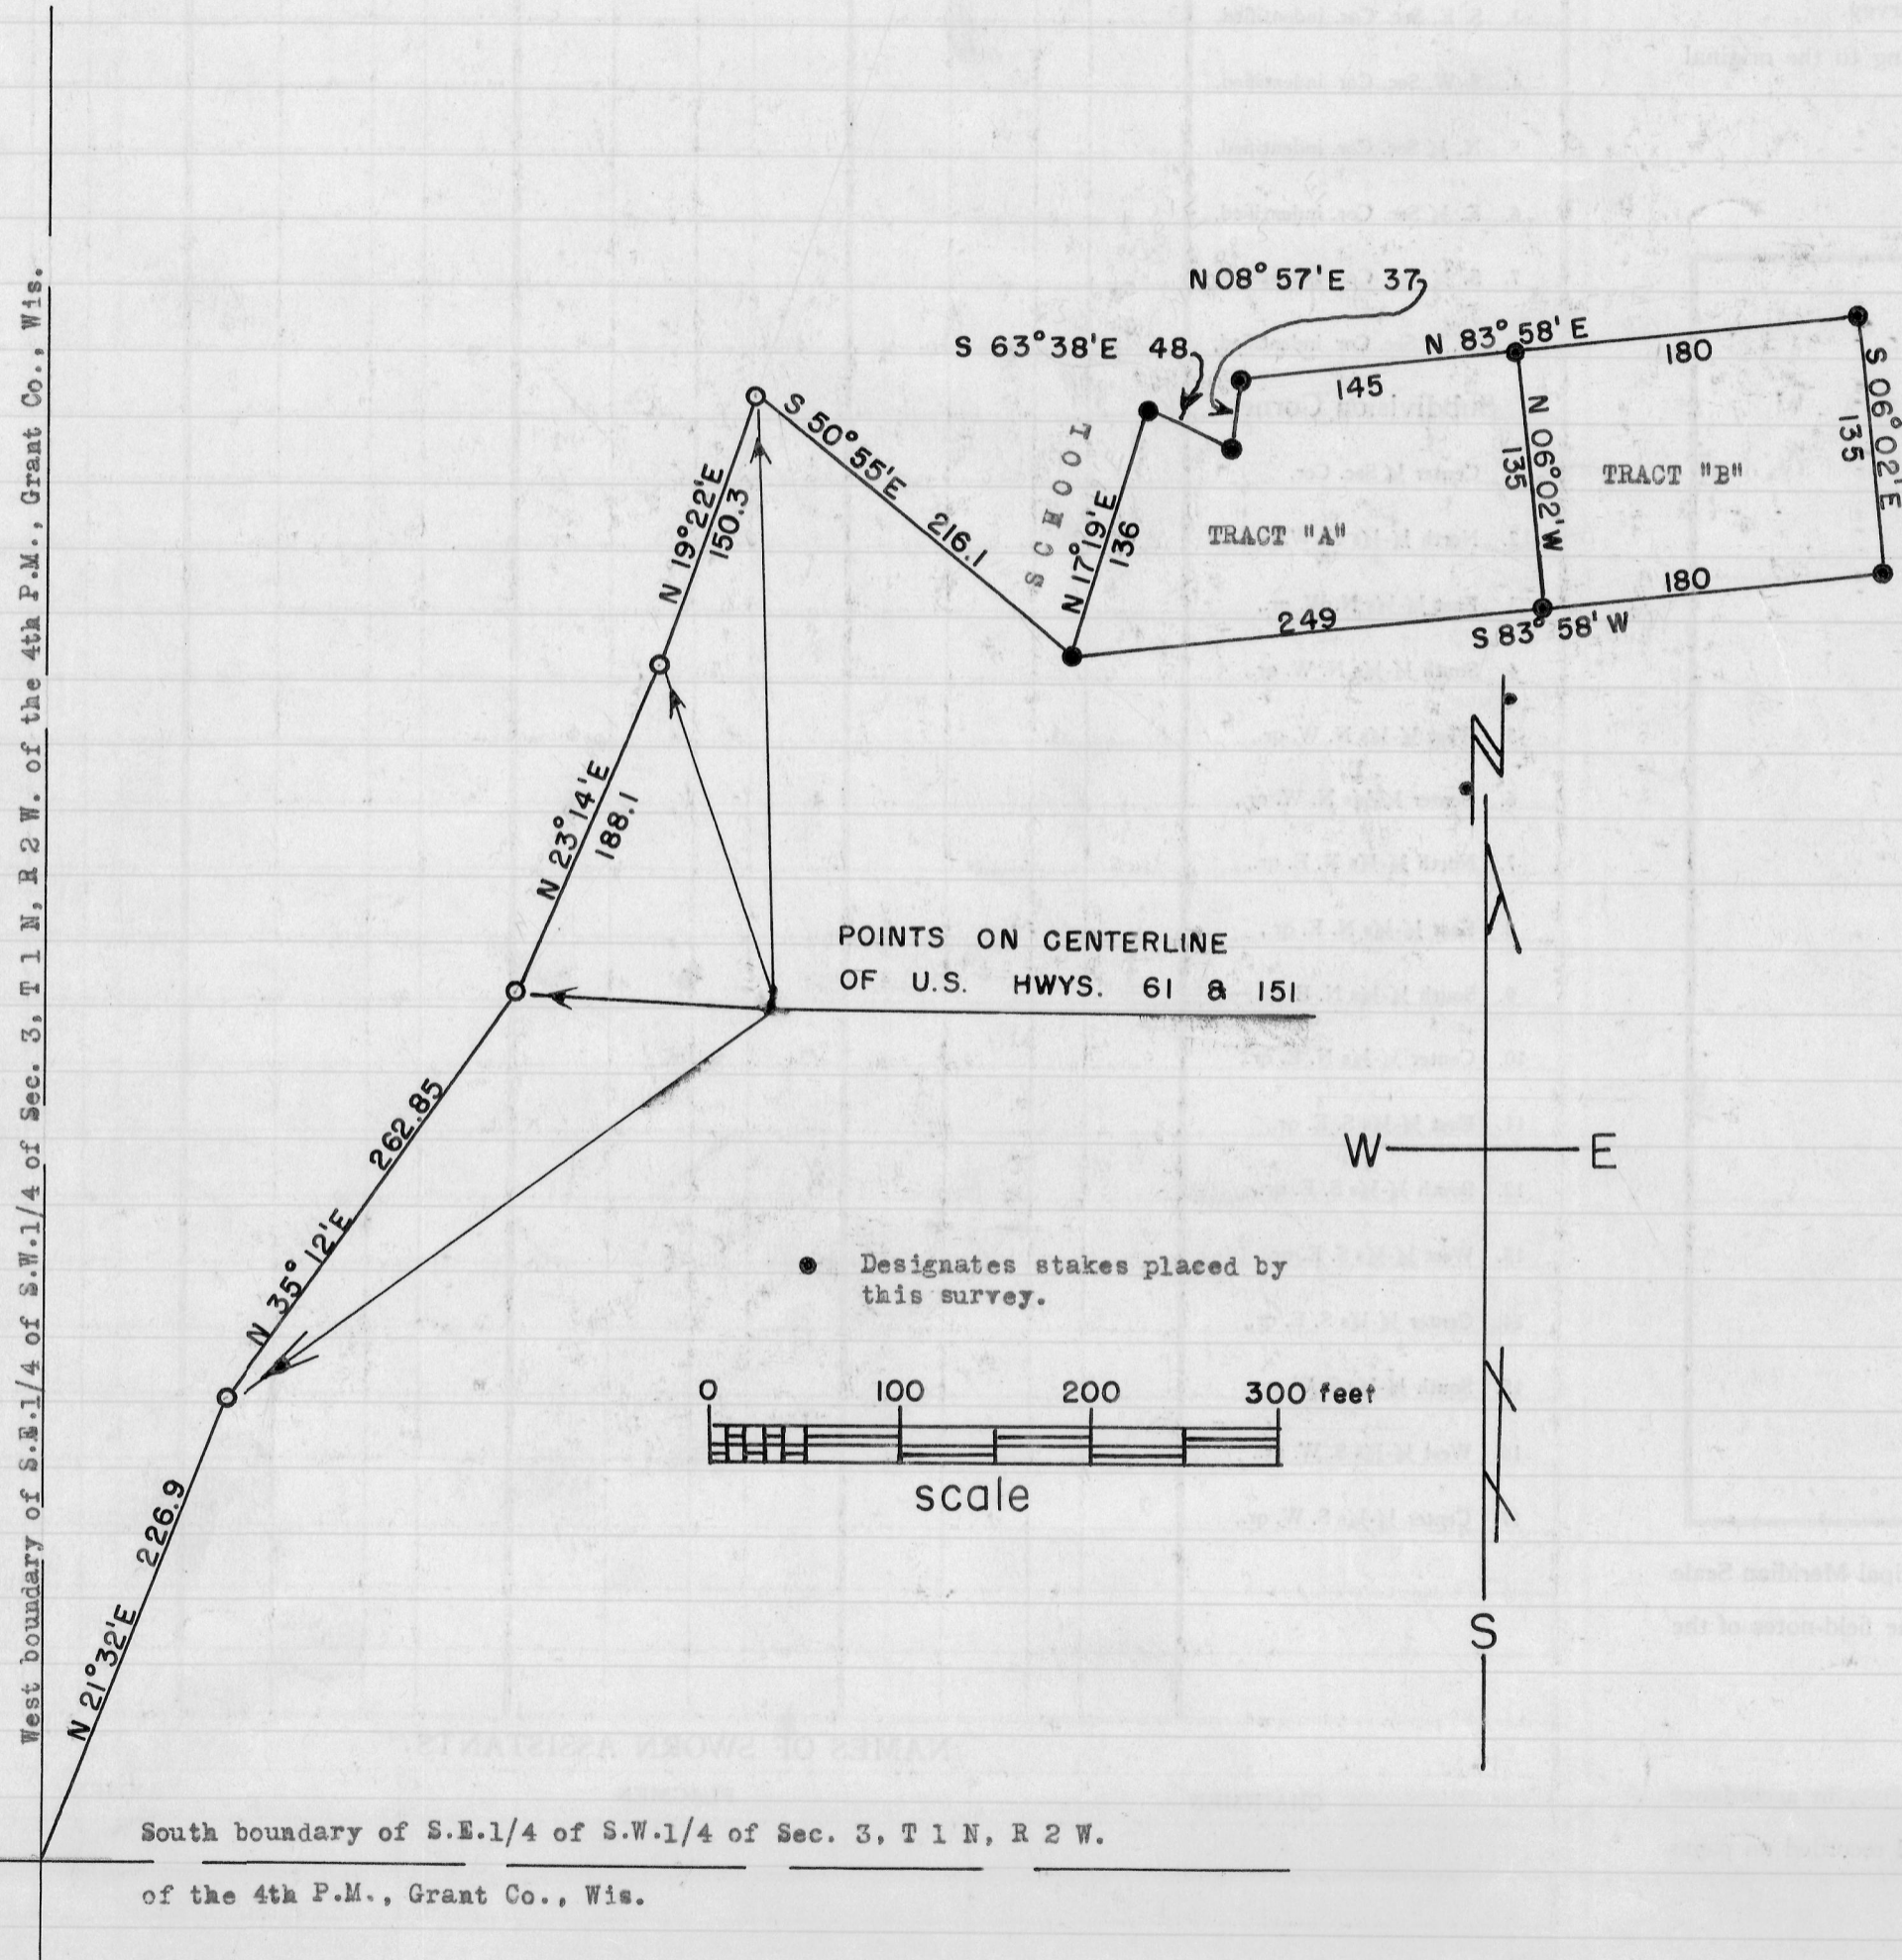 N 08° 57' E 37
S 63° 38' E 48
N 83° 58' E
145
180
S 06° 02' E
135
N 06° 02' W
135
TRACT "B"
TRACT "A"
SCHOOL
N 17° 19' E
136
249
180
S 83° 58' W
S 50° 55' E
216.1
N 19° 22' E
150.3
N 23° 14' E
188.1
N 35° 12' E
262.85
N 21° 32' E
226.9
West boundary of S.E.1/4 of S.W.1/4 of Sec. 3, T 1 N, R 2 W. of the 4th P.M., Grant Co., Wis.
POINTS ON CENTERLINE
OF U.S. HWYS. 61 & 151
N
W E
S
Designates stakes placed by
this survey.
0 100 200 300 feet
scale
South boundary of S.E.1/4 of S.W.1/4 of Sec. 3, T 1 N, R 2 W.
of the 4th P.M., Grant Co., Wis.